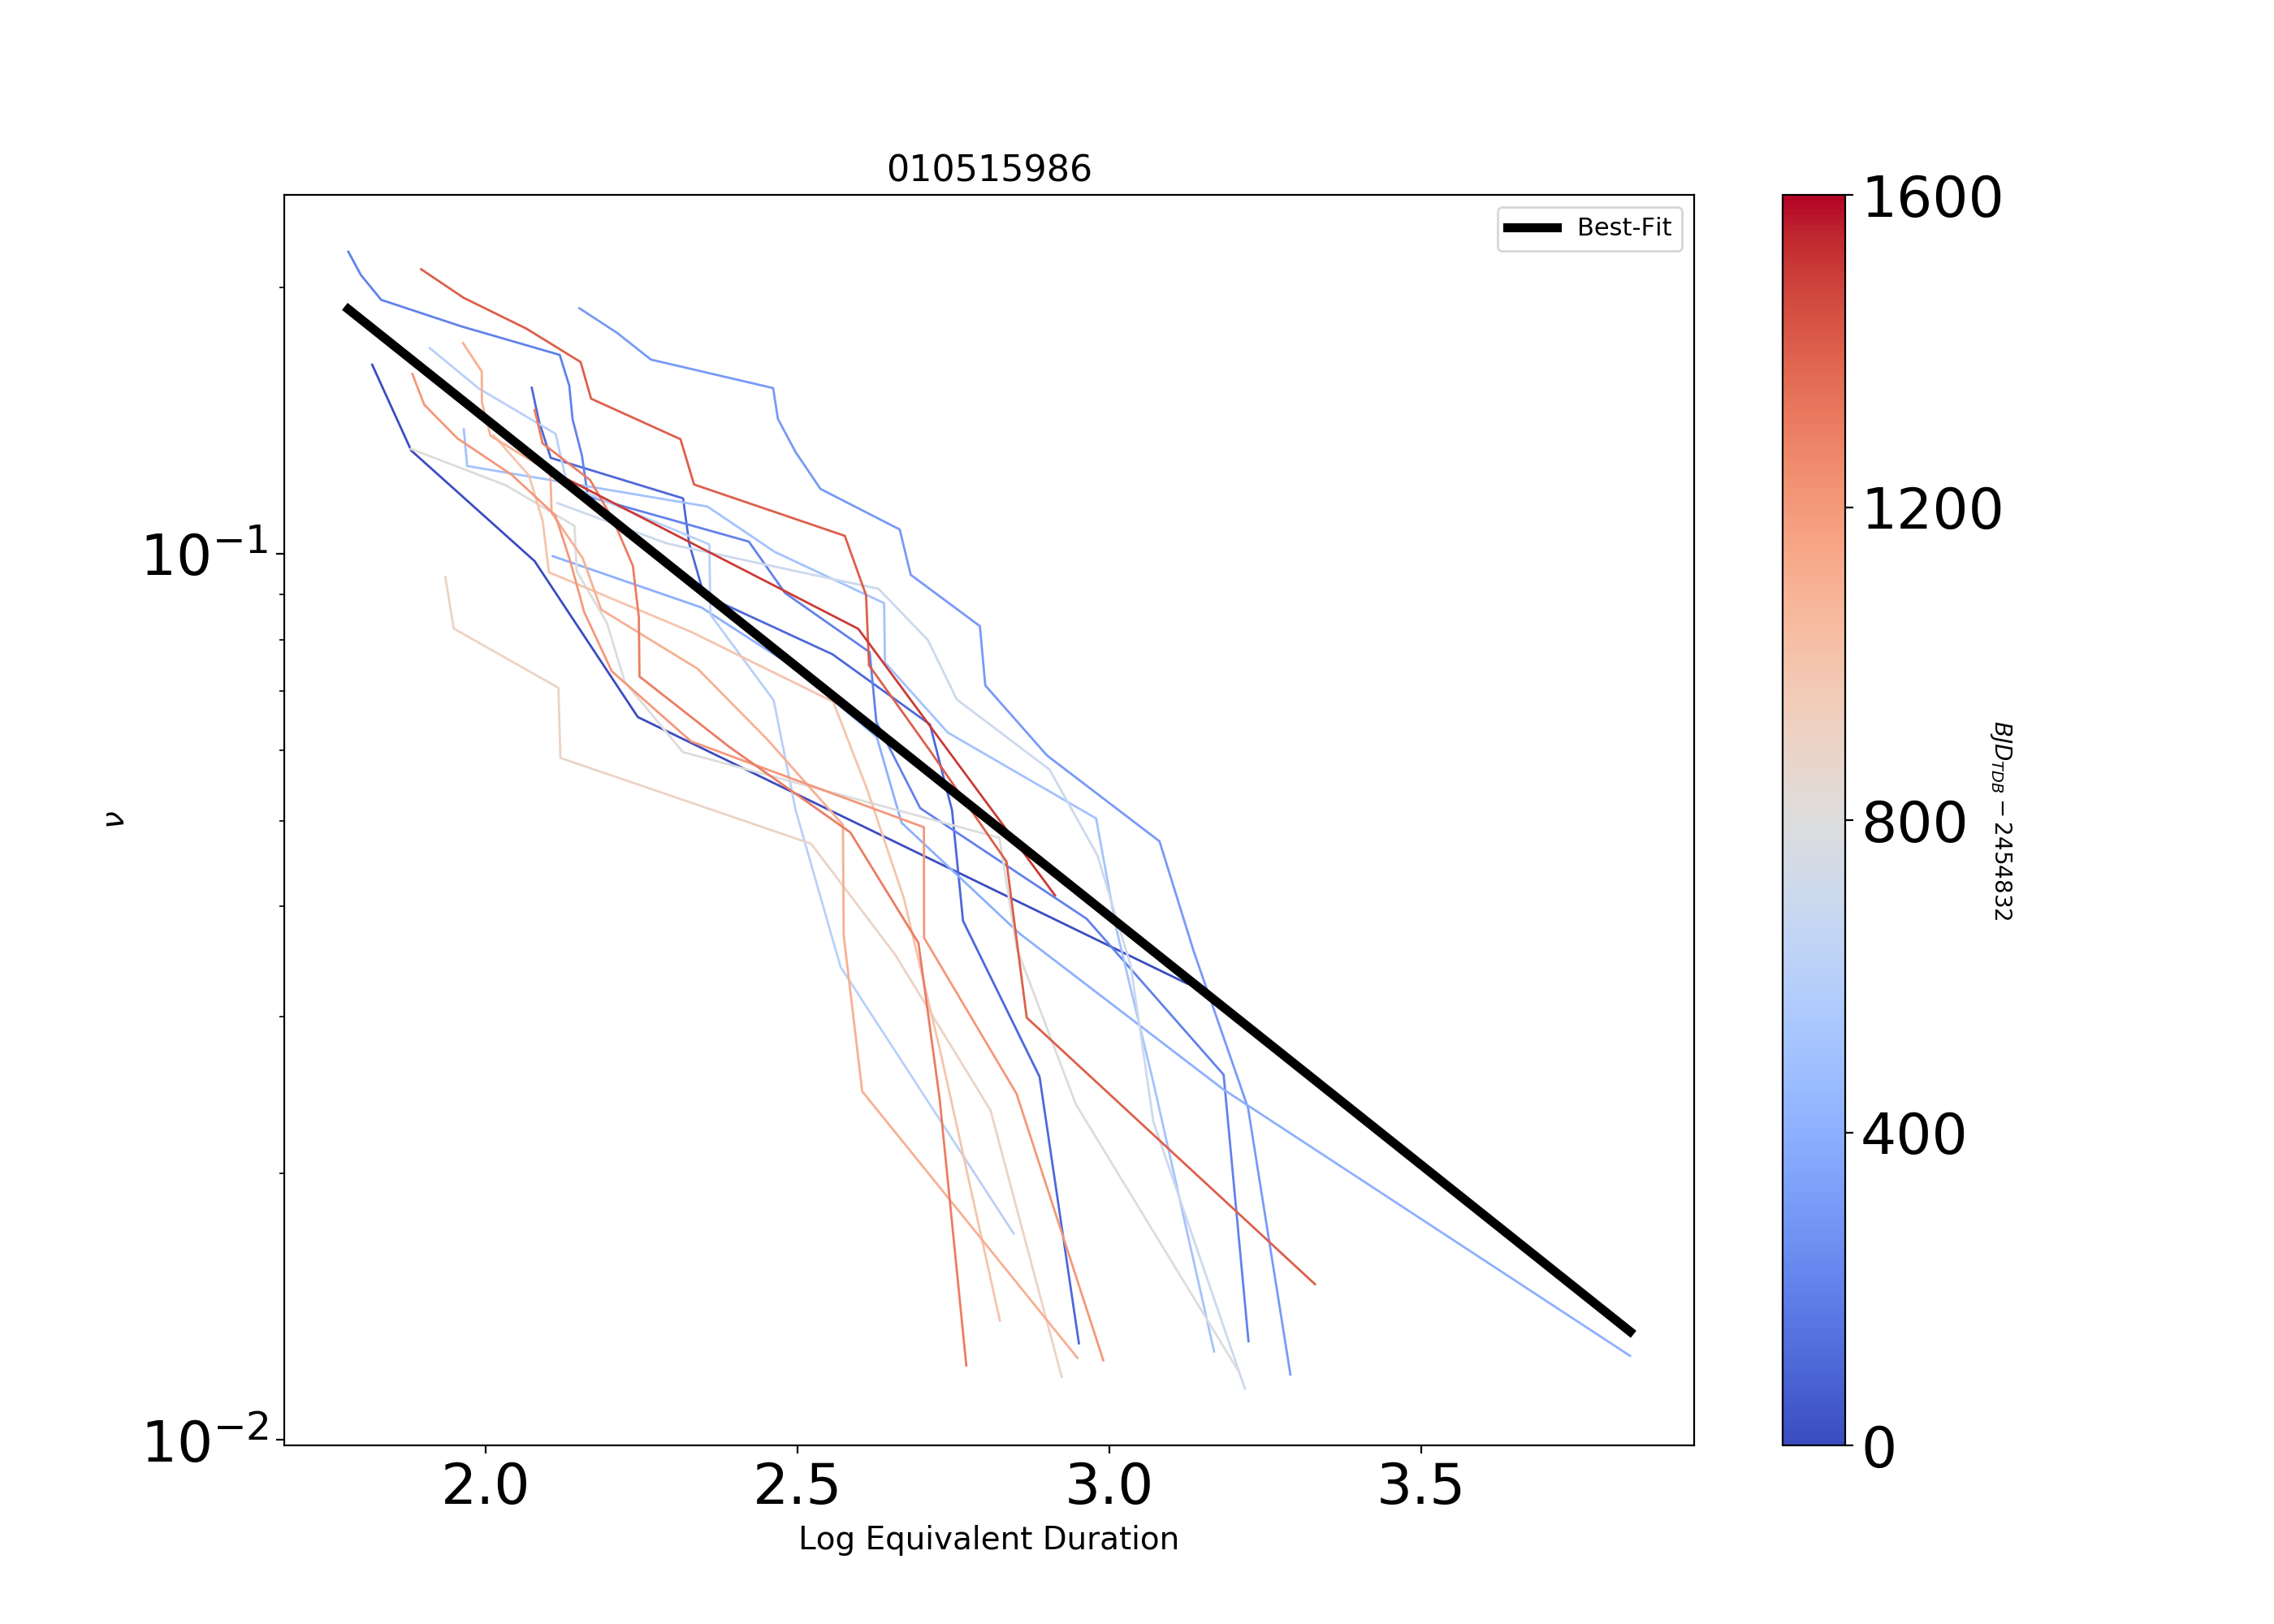 010515986
Best-Fit
10⁻¹
10⁻²
ν
2.0 2.5 3.0 3.5
Log Equivalent Duration
1600
1200
800
400
0
BJD_TDB − 2454832